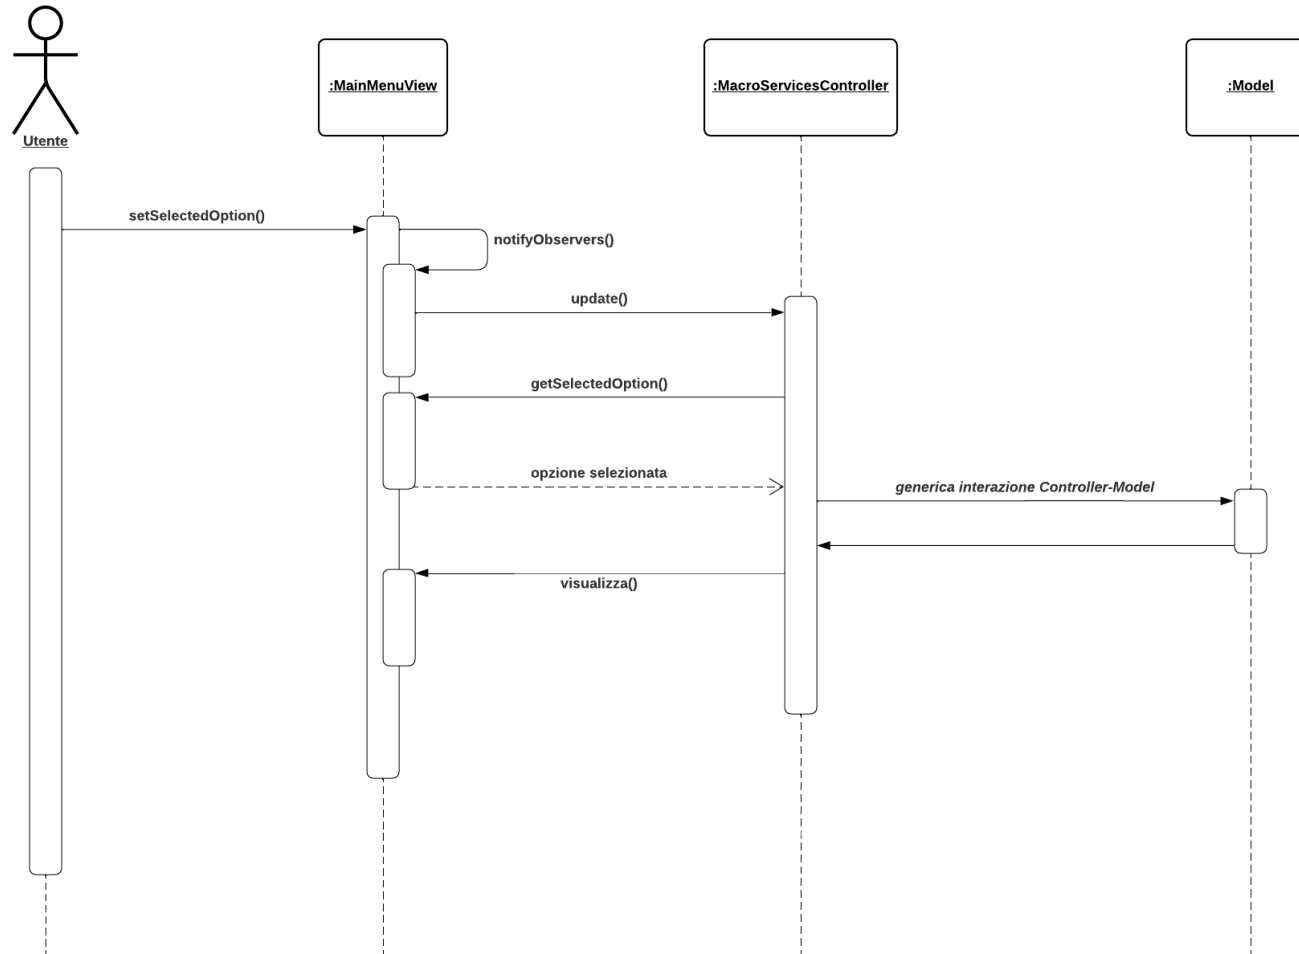 Utente
:MainMenuView
:MacroServicesController
:Model
setSelectedOption()
notifyObservers()
update()
getSelectedOption()
opzione selezionata
generica interazione Controller-Model
visualizza()